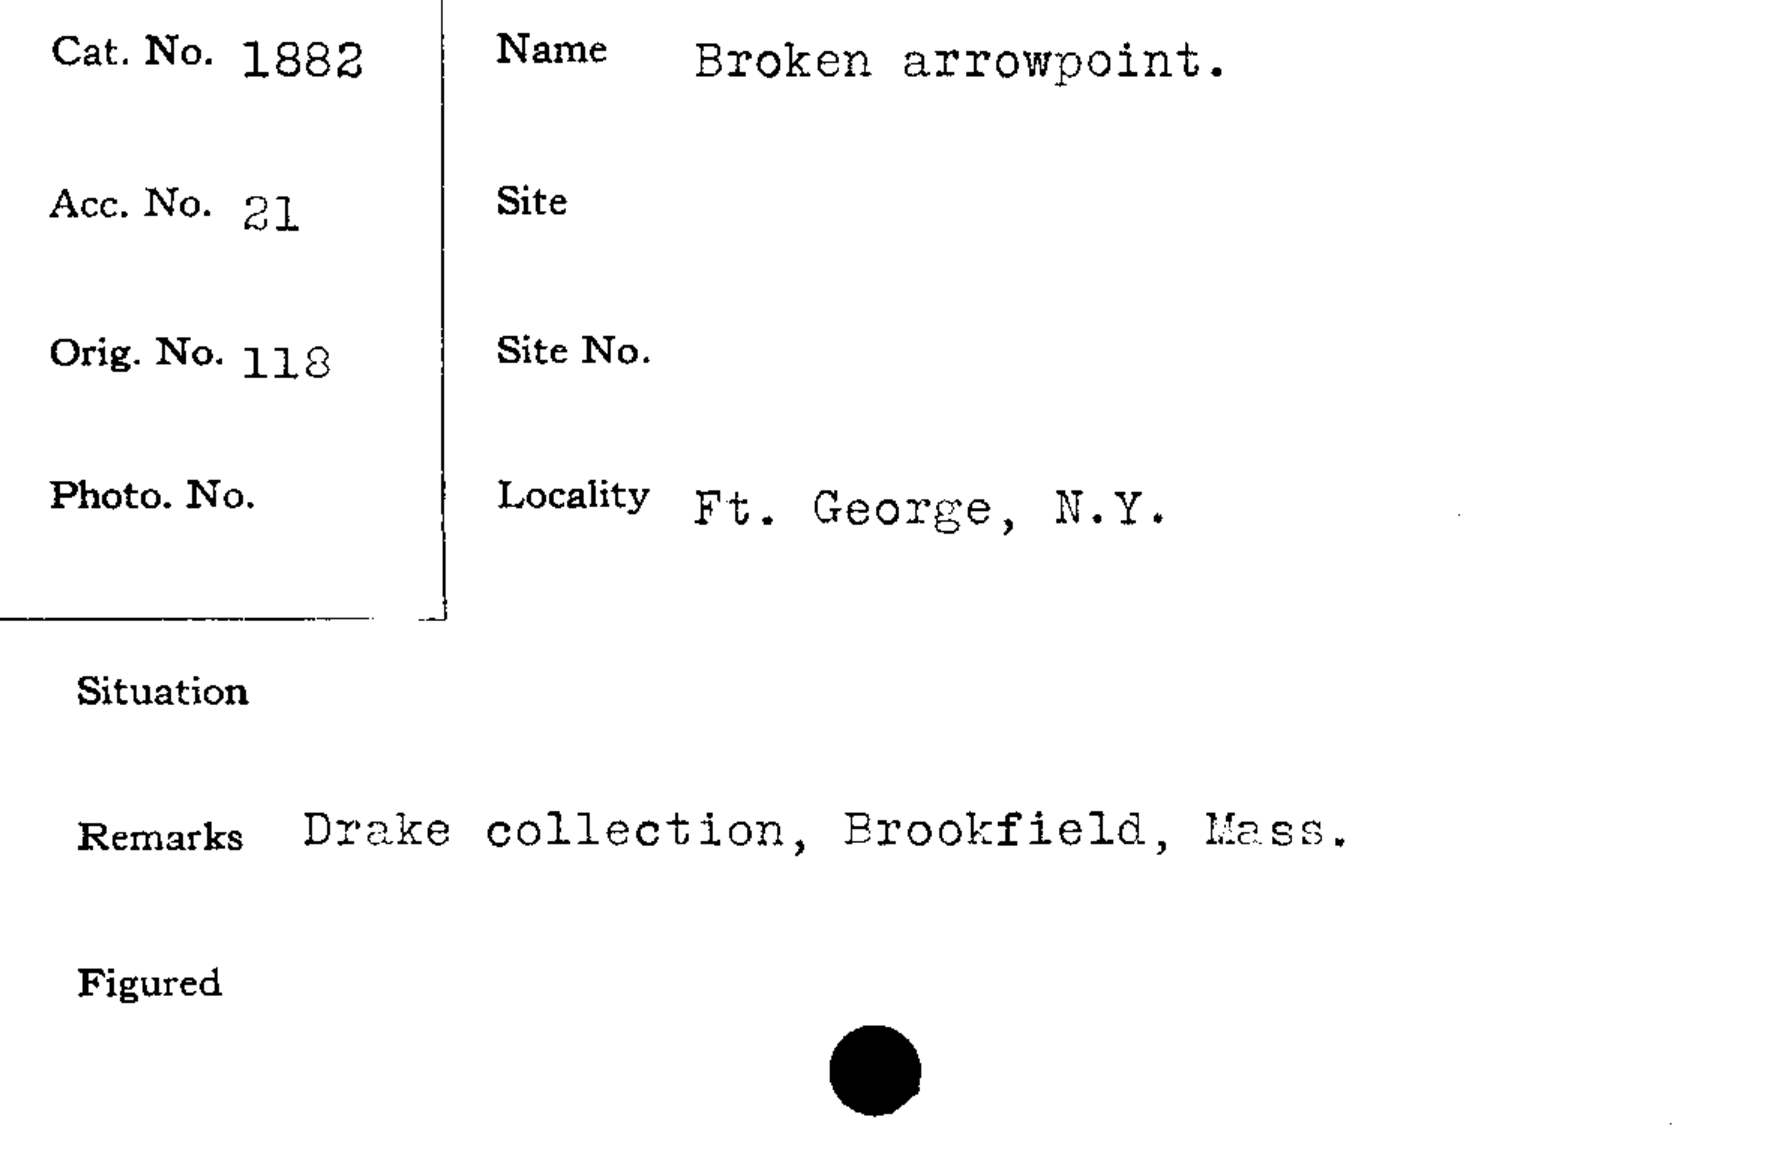 Cat. No. 1882
Acc. No. 21
Orig. No. 118
Photo. No.
Name Broken arrowpoint.
Site
Site No.
Locality Ft. George, N.Y.
Situation
Remarks Drake collection, Brookfield, Mass.
Figured